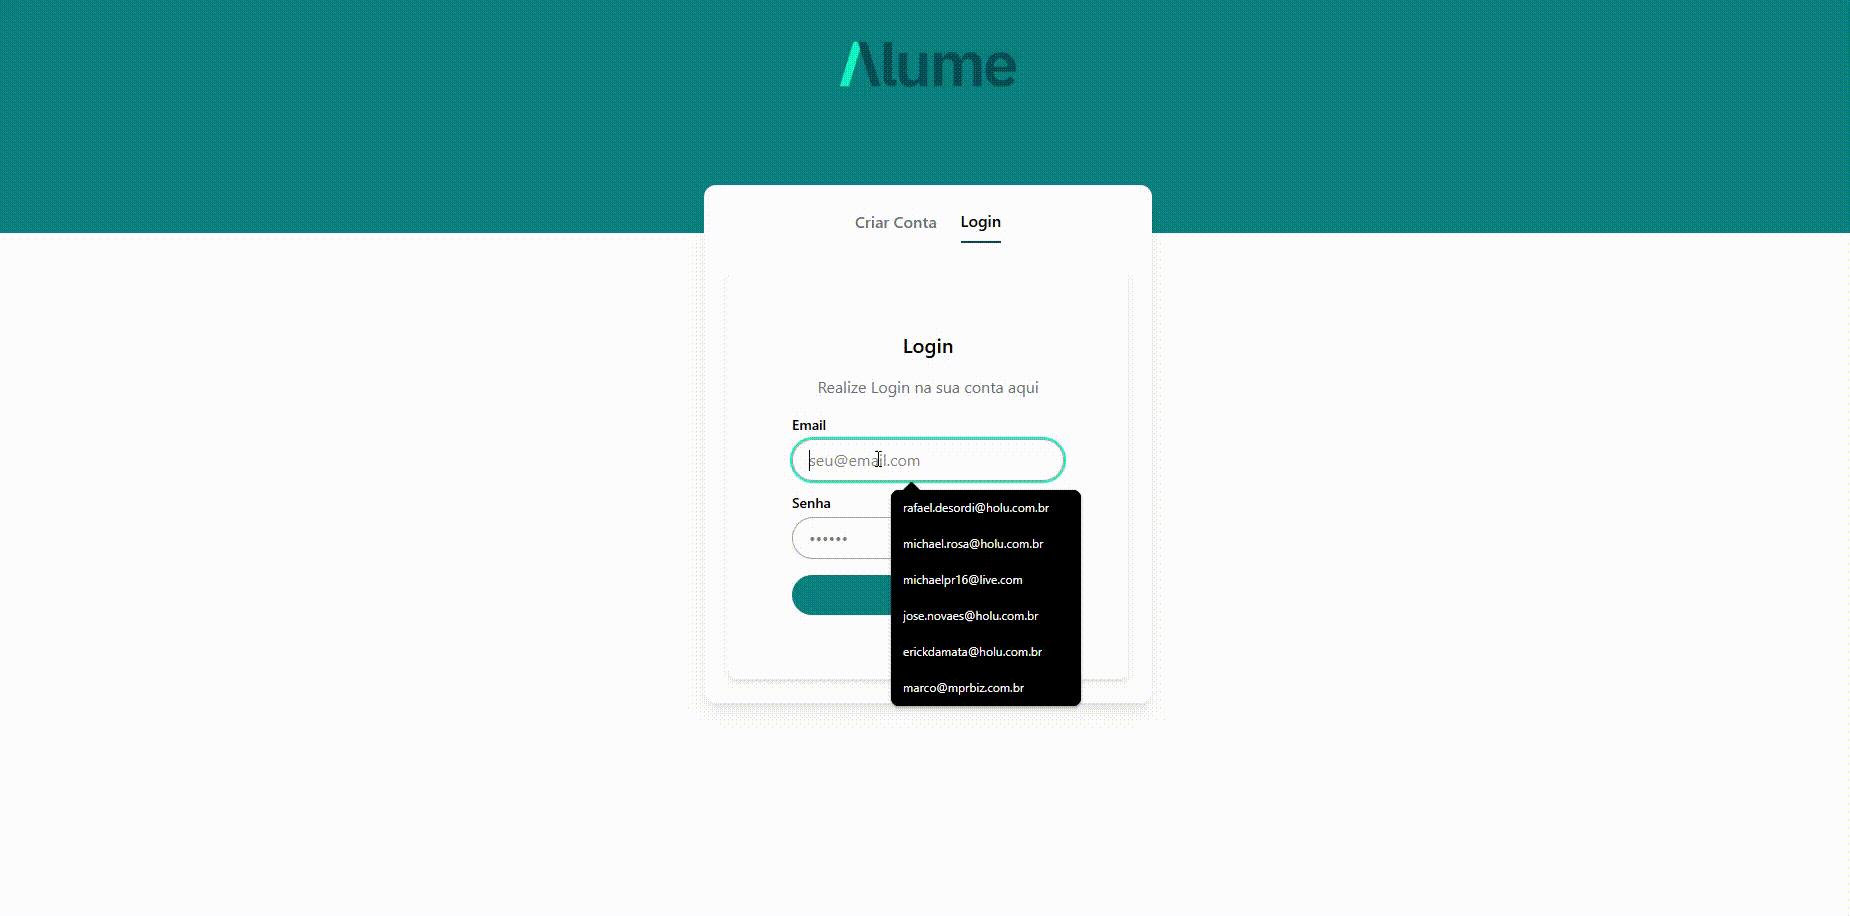 Alume
Criar Conta Login
Login
Realize Login na sua conta aqui
Email
seu@email.com
Senha
••••••
rafael.desordi@holu.com.br
michael.rosa@holu.com.br
michaelpr16@live.com
jose.novaes@holu.com.br
erickdamata@holu.com.br
marco@mprbiz.com.br